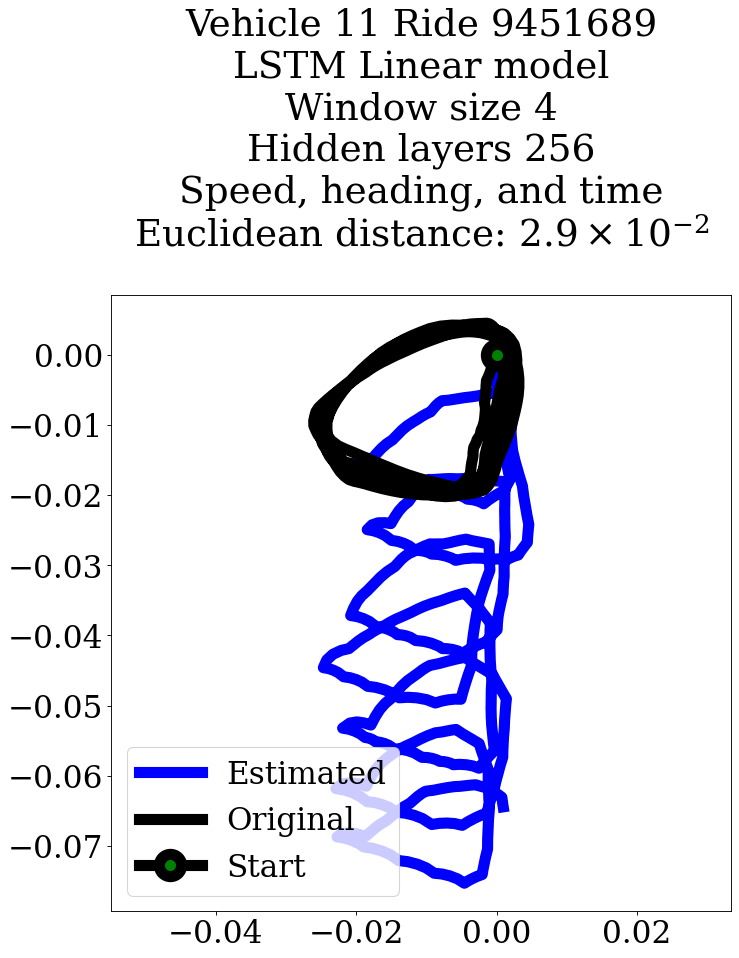 Vehicle 11 Ride 9451689
LSTM Linear model
Window size 4
Hidden layers 256
Speed, heading, and time
Euclidean distance: 2.9 × 10⁻²
0.00
−0.01
−0.02
−0.03
−0.04
−0.05
−0.06
−0.07
Estimated
Original
Start
−0.04 −0.02 0.00 0.02